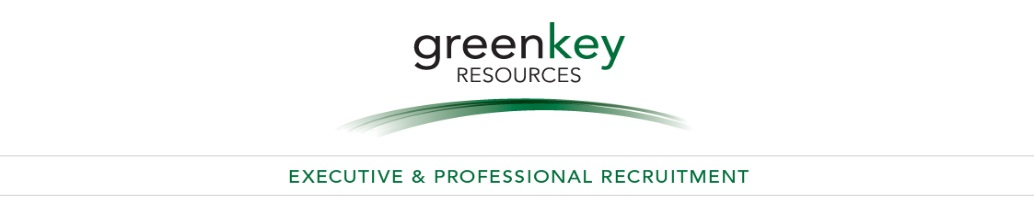 greenkey
RESOURCES
EXECUTIVE & PROFESSIONAL RECRUITMENT